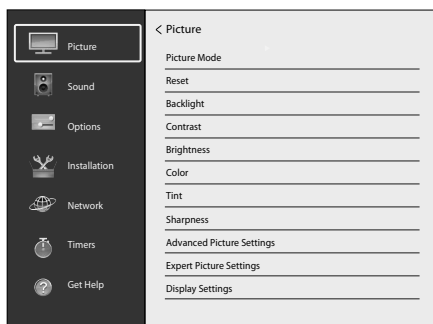 Picture
Sound
Options
Installation
Network
Timers
Get Help
< Picture
Picture Mode
Reset
Backlight
Contrast
Brightness
Color
Tint
Sharpness
Advanced Picture Settings
Expert Picture Settings
Display Settings